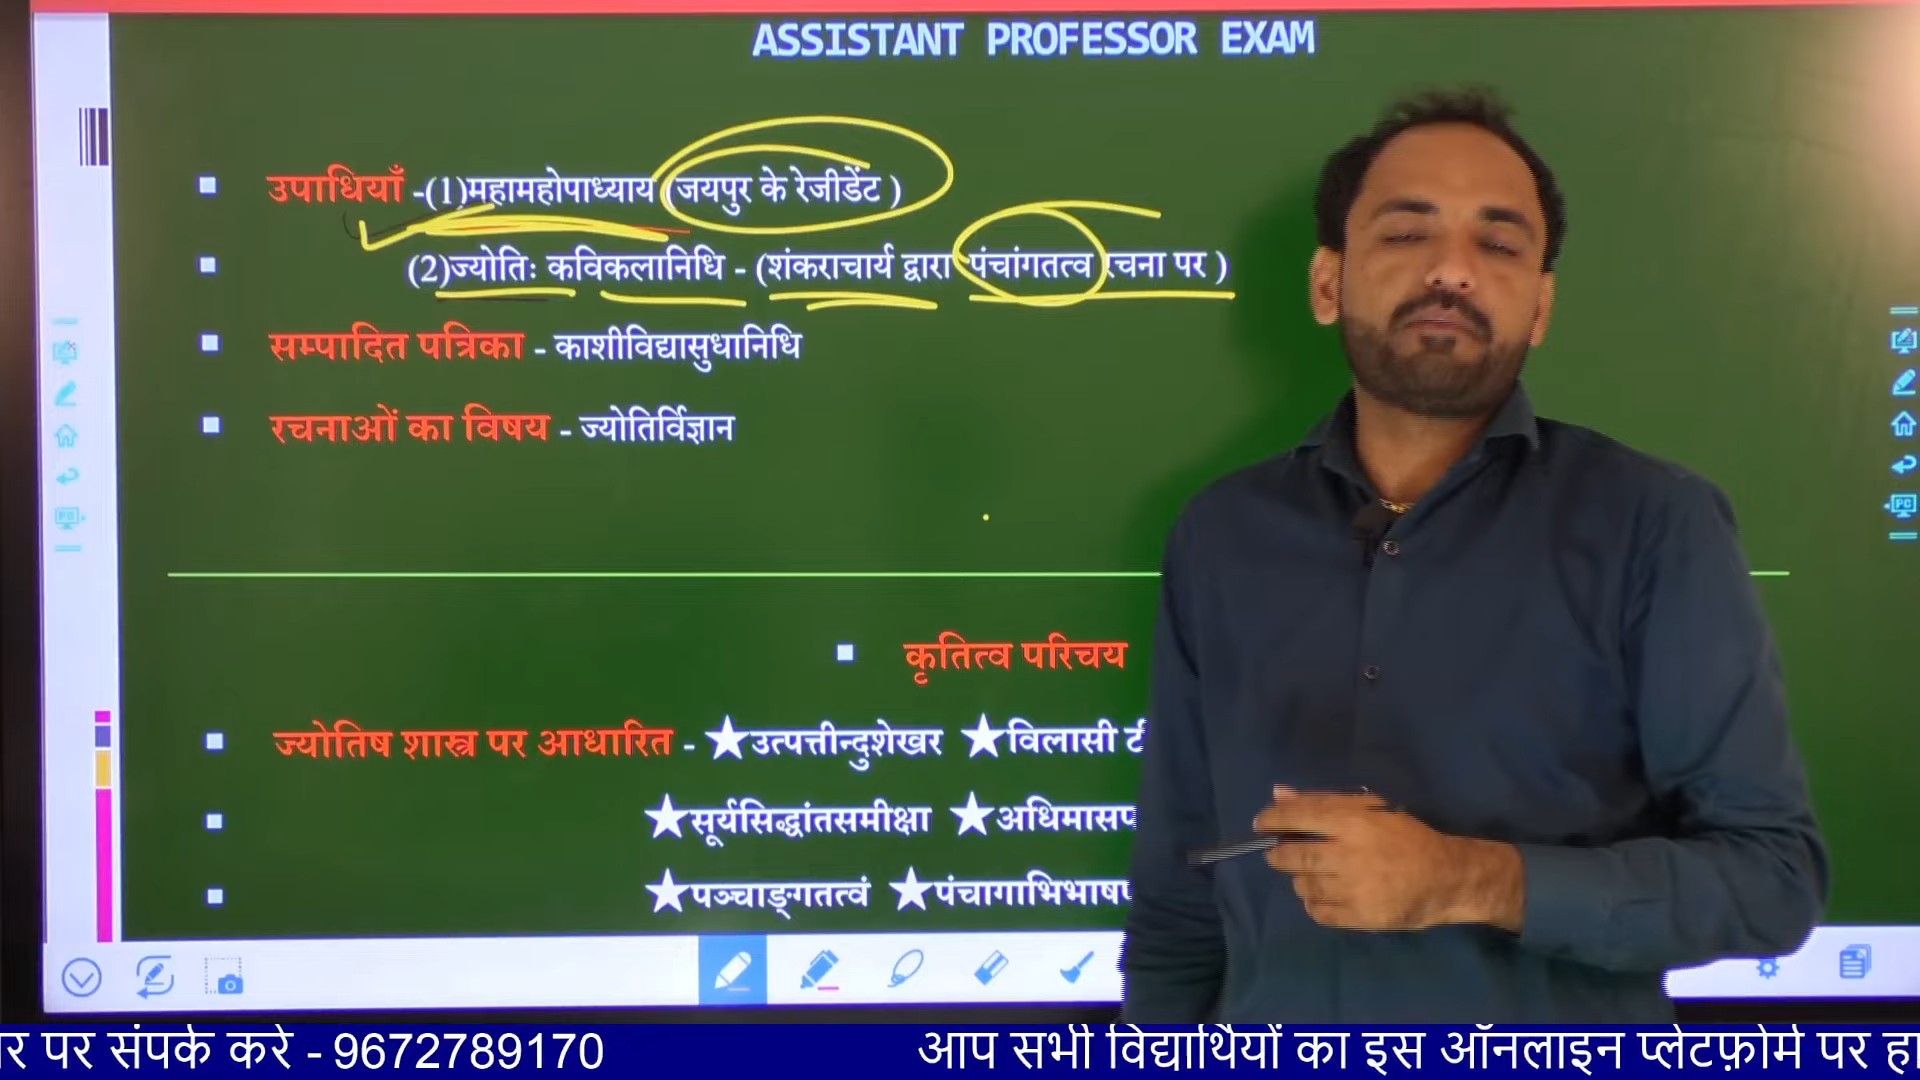 ASSISTANT PROFESSOR EXAM
उपाधियाँ -(1)महामहोपाध्याय (जयपुर के रेजीडेंट )
(2)ज्योतिः कविकलानिधि - (शंकराचार्य द्वारा पंचांगतत्व रचना पर )
सम्पादित पत्रिका - काशीविद्यासुधानिधि
रचनाओं का विषय - ज्योतिर्विज्ञान
कृतित्व परिचय
ज्योतिष शास्त्र पर आधारित - ★उत्पत्तीन्दुशेखर ★विलासी
★सूर्यसिद्धांतसमीक्षा
★पञ्चाङ्गतत्वं
पर संपर्क करे - 9672789170 आप सभी विद्यार्थियों का इस ऑनलाइन प्लेटफ़ोर्म पर